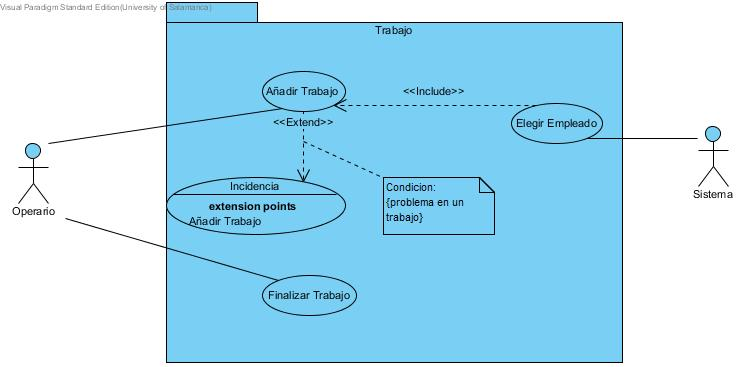 Visual Paradigm Standard Edition(University of Salamanca)
Trabajo
Añadir Trabajo
<<Include>>
<<Extend>>
Elegir Empleado
Operario
Sistema
Incidencia
extension points
Añadir Trabajo
Condicion:
{problema en un
trabajo}
Finalizar Trabajo